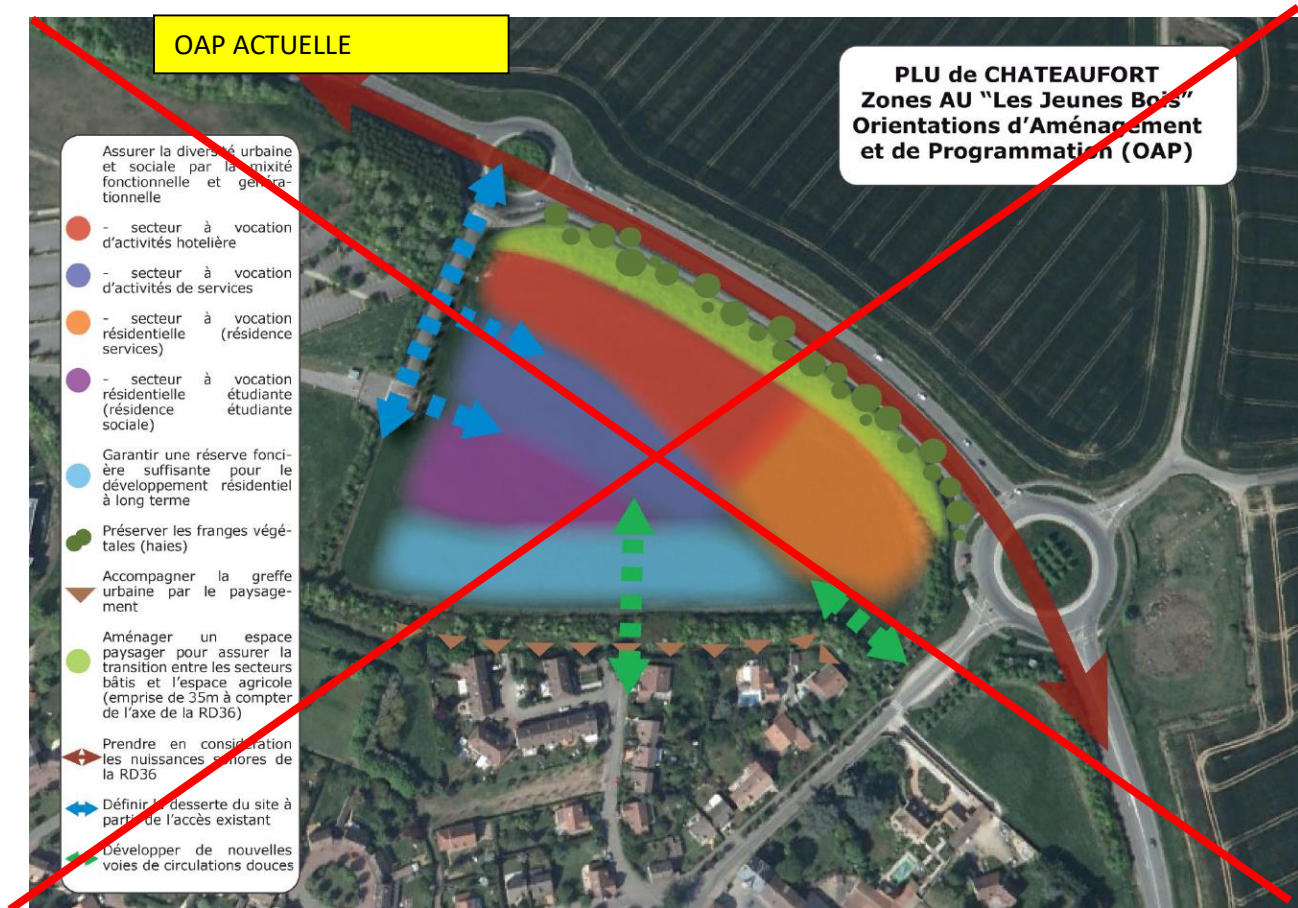 OAP ACTUELLE
PLU de CHATEAUFORT
Zones AU “Les Jeunes Bois”
Orientations d’Aménagement
et de Programmation (OAP)
Assurer la diversité urbaine
et sociale par la mixité
fonctionnelle et généra-
tionnelle
- secteur à vocation
d’activités hotelière
- secteur à vocation
d’activités de services
- secteur à vocation
résidentielle (résidence
services)
- secteur à vocation
résidentielle étudiante
(résidence étudiante
sociale)
Garantir une réserve fonci-
ère suffisante pour le
développement résidentiel
à long terme
Préserver les franges végé-
tales (haies)
Accompagner la greffe
urbaine par le paysage-
ment
Aménager un espace
paysager pour assurer la
transition entre les secteurs
bâtis et l’espace agricole
(emprise de 35m à compter
de l’axe de la RD36)
Prendre en considération
les nuissances sonores de
la RD36
Définir la desserte du site à
partir de l’accès existant
Développer de nouvelles
voies de circulations douces